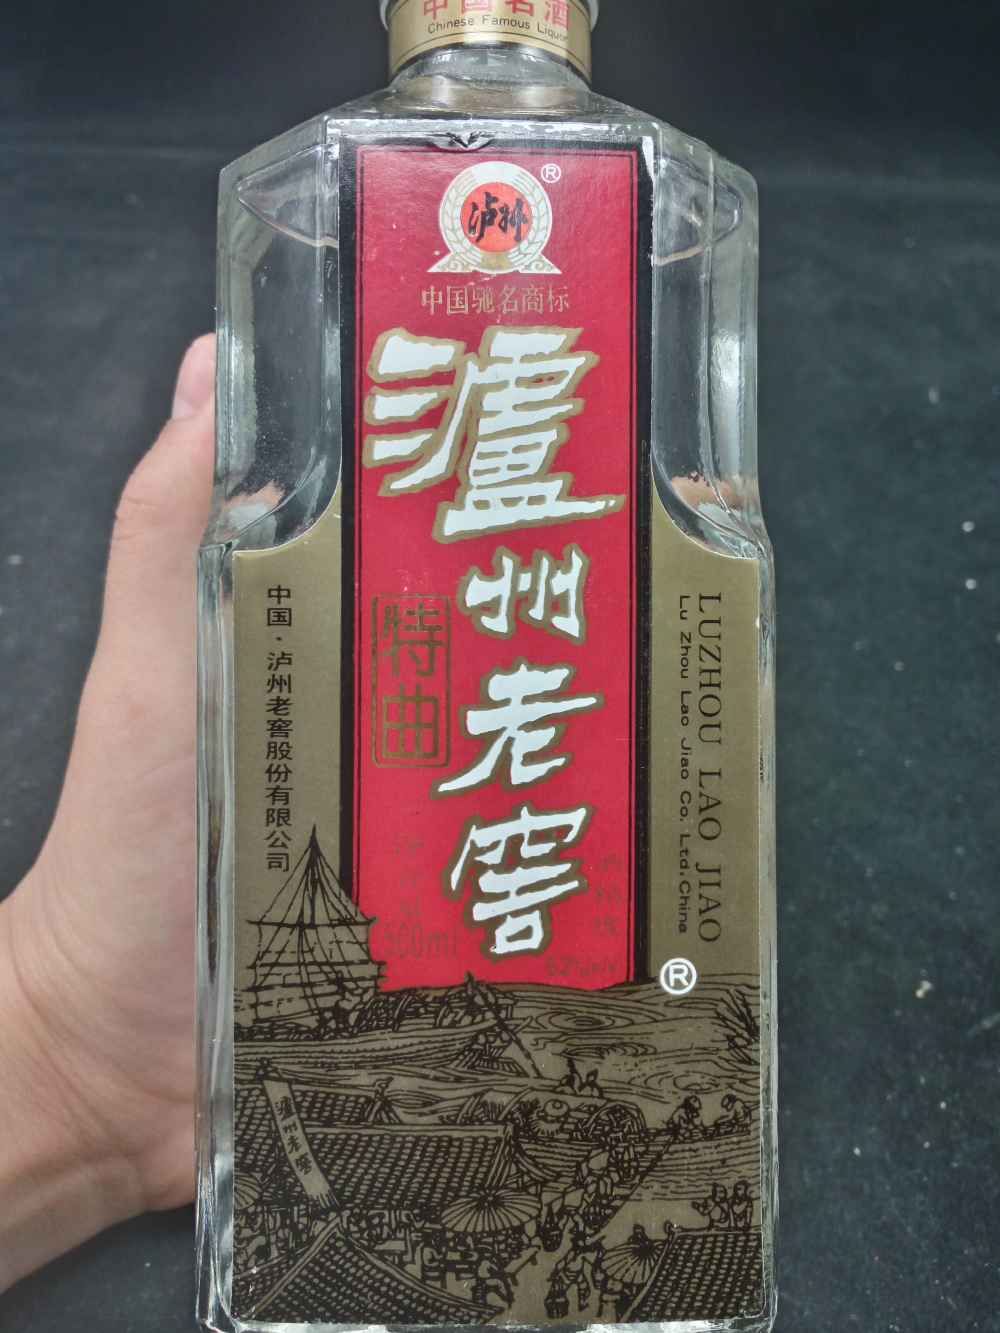 中国名酒
Chinese Famous Liquor
泸州
®
中国驰名商标
瀘州老窖
特曲
中国·泸州老窖股份有限公司
LUZHOU LAO JIAO
Lu Zhou Lao Jiao Co. Ltd. China
500ml
®
瀘州老窖